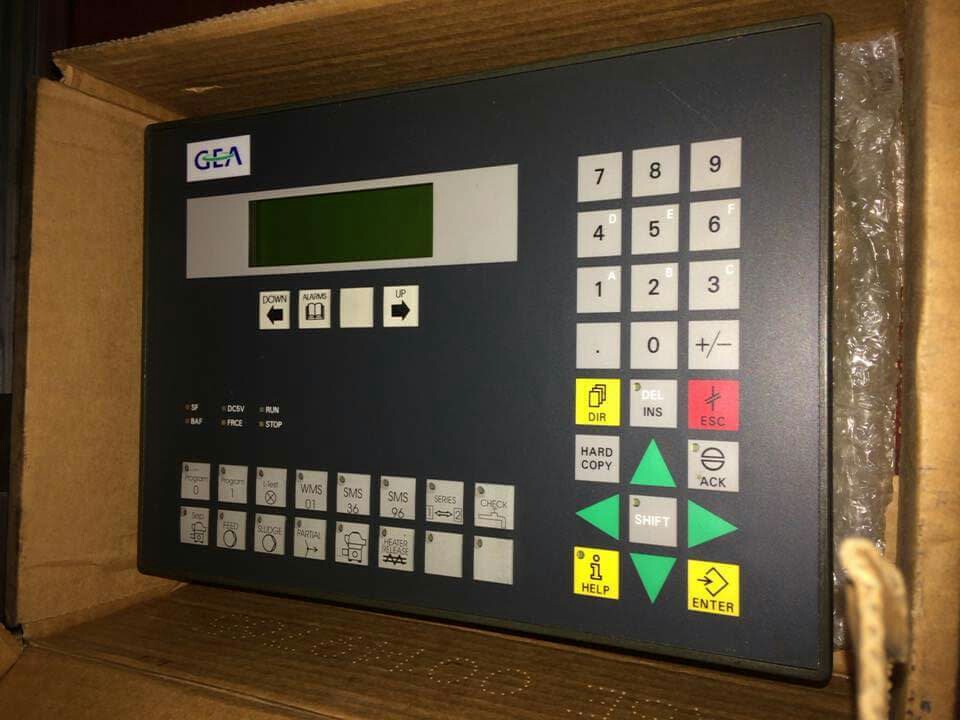 GEA
DOWN ALARMS UP
7 8 9
4 D 5 E 6 F
1 A 2 B 3 C
. 0 +/−
DIR DEL INS ESC
HARD COPY ACK
SHIFT
HELP ENTER
SF DC5V RUN
BAF FRCE STOP
Program 0 Program 1 L-Test WMS 01 SMS 36 SMS 96 SERIES 1 2 CHECK
Sep. FEED SLUDGE PARTIAL HEATER RELEASE